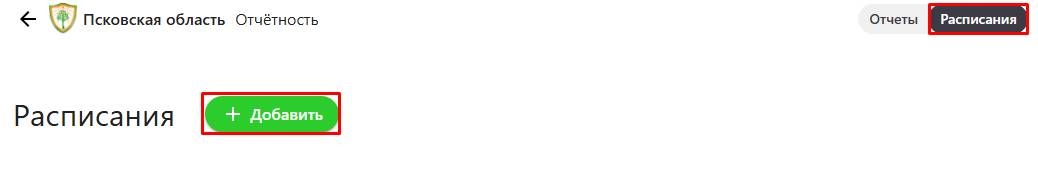 Псковская область Отчётность
Отчеты Расписания
Расписания + Добавить